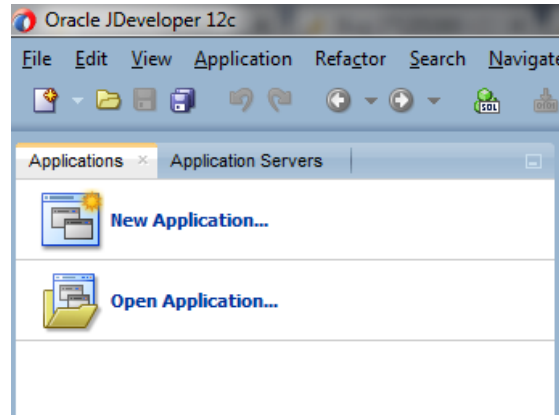 Oracle JDeveloper 12c
File Edit View Application Refactor Search Navigate
SQL
Applications × Application Servers
New Application...
Open Application...